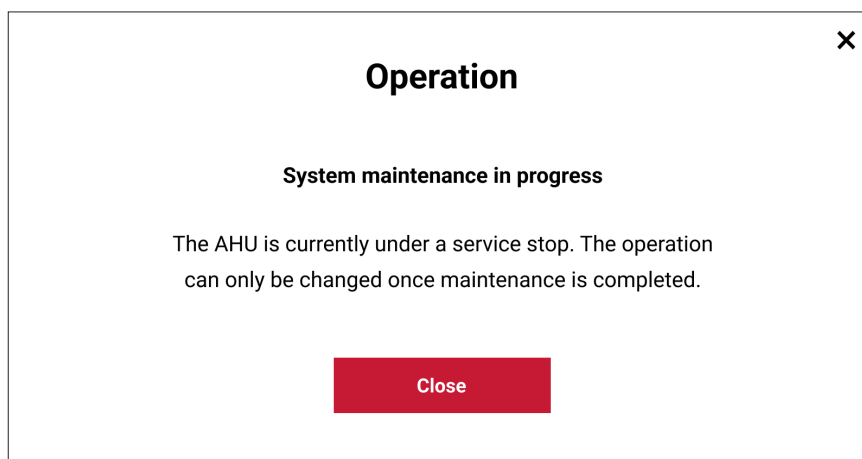 Operation
System maintenance in progress
The AHU is currently under a service stop. The operation
can only be changed once maintenance is completed.
Close